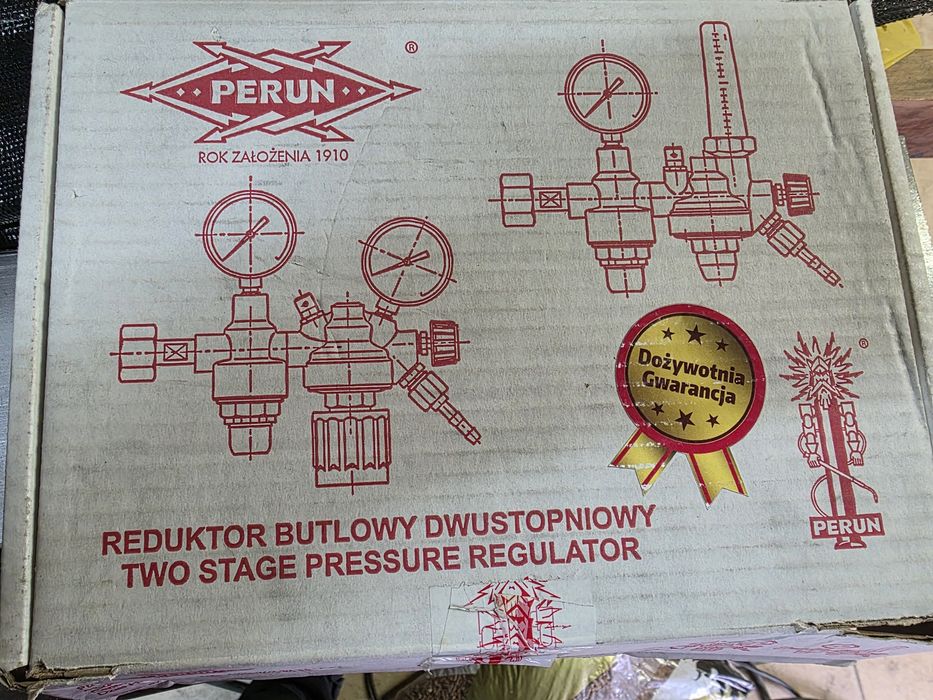 PERUN
®
ROK ZAŁOŻENIA 1910
Dożywotnia
Gwarancja
®
PERUN
REDUKTOR BUTLOWY DWUSTOPNIOWY
TWO STAGE PRESSURE REGULATOR